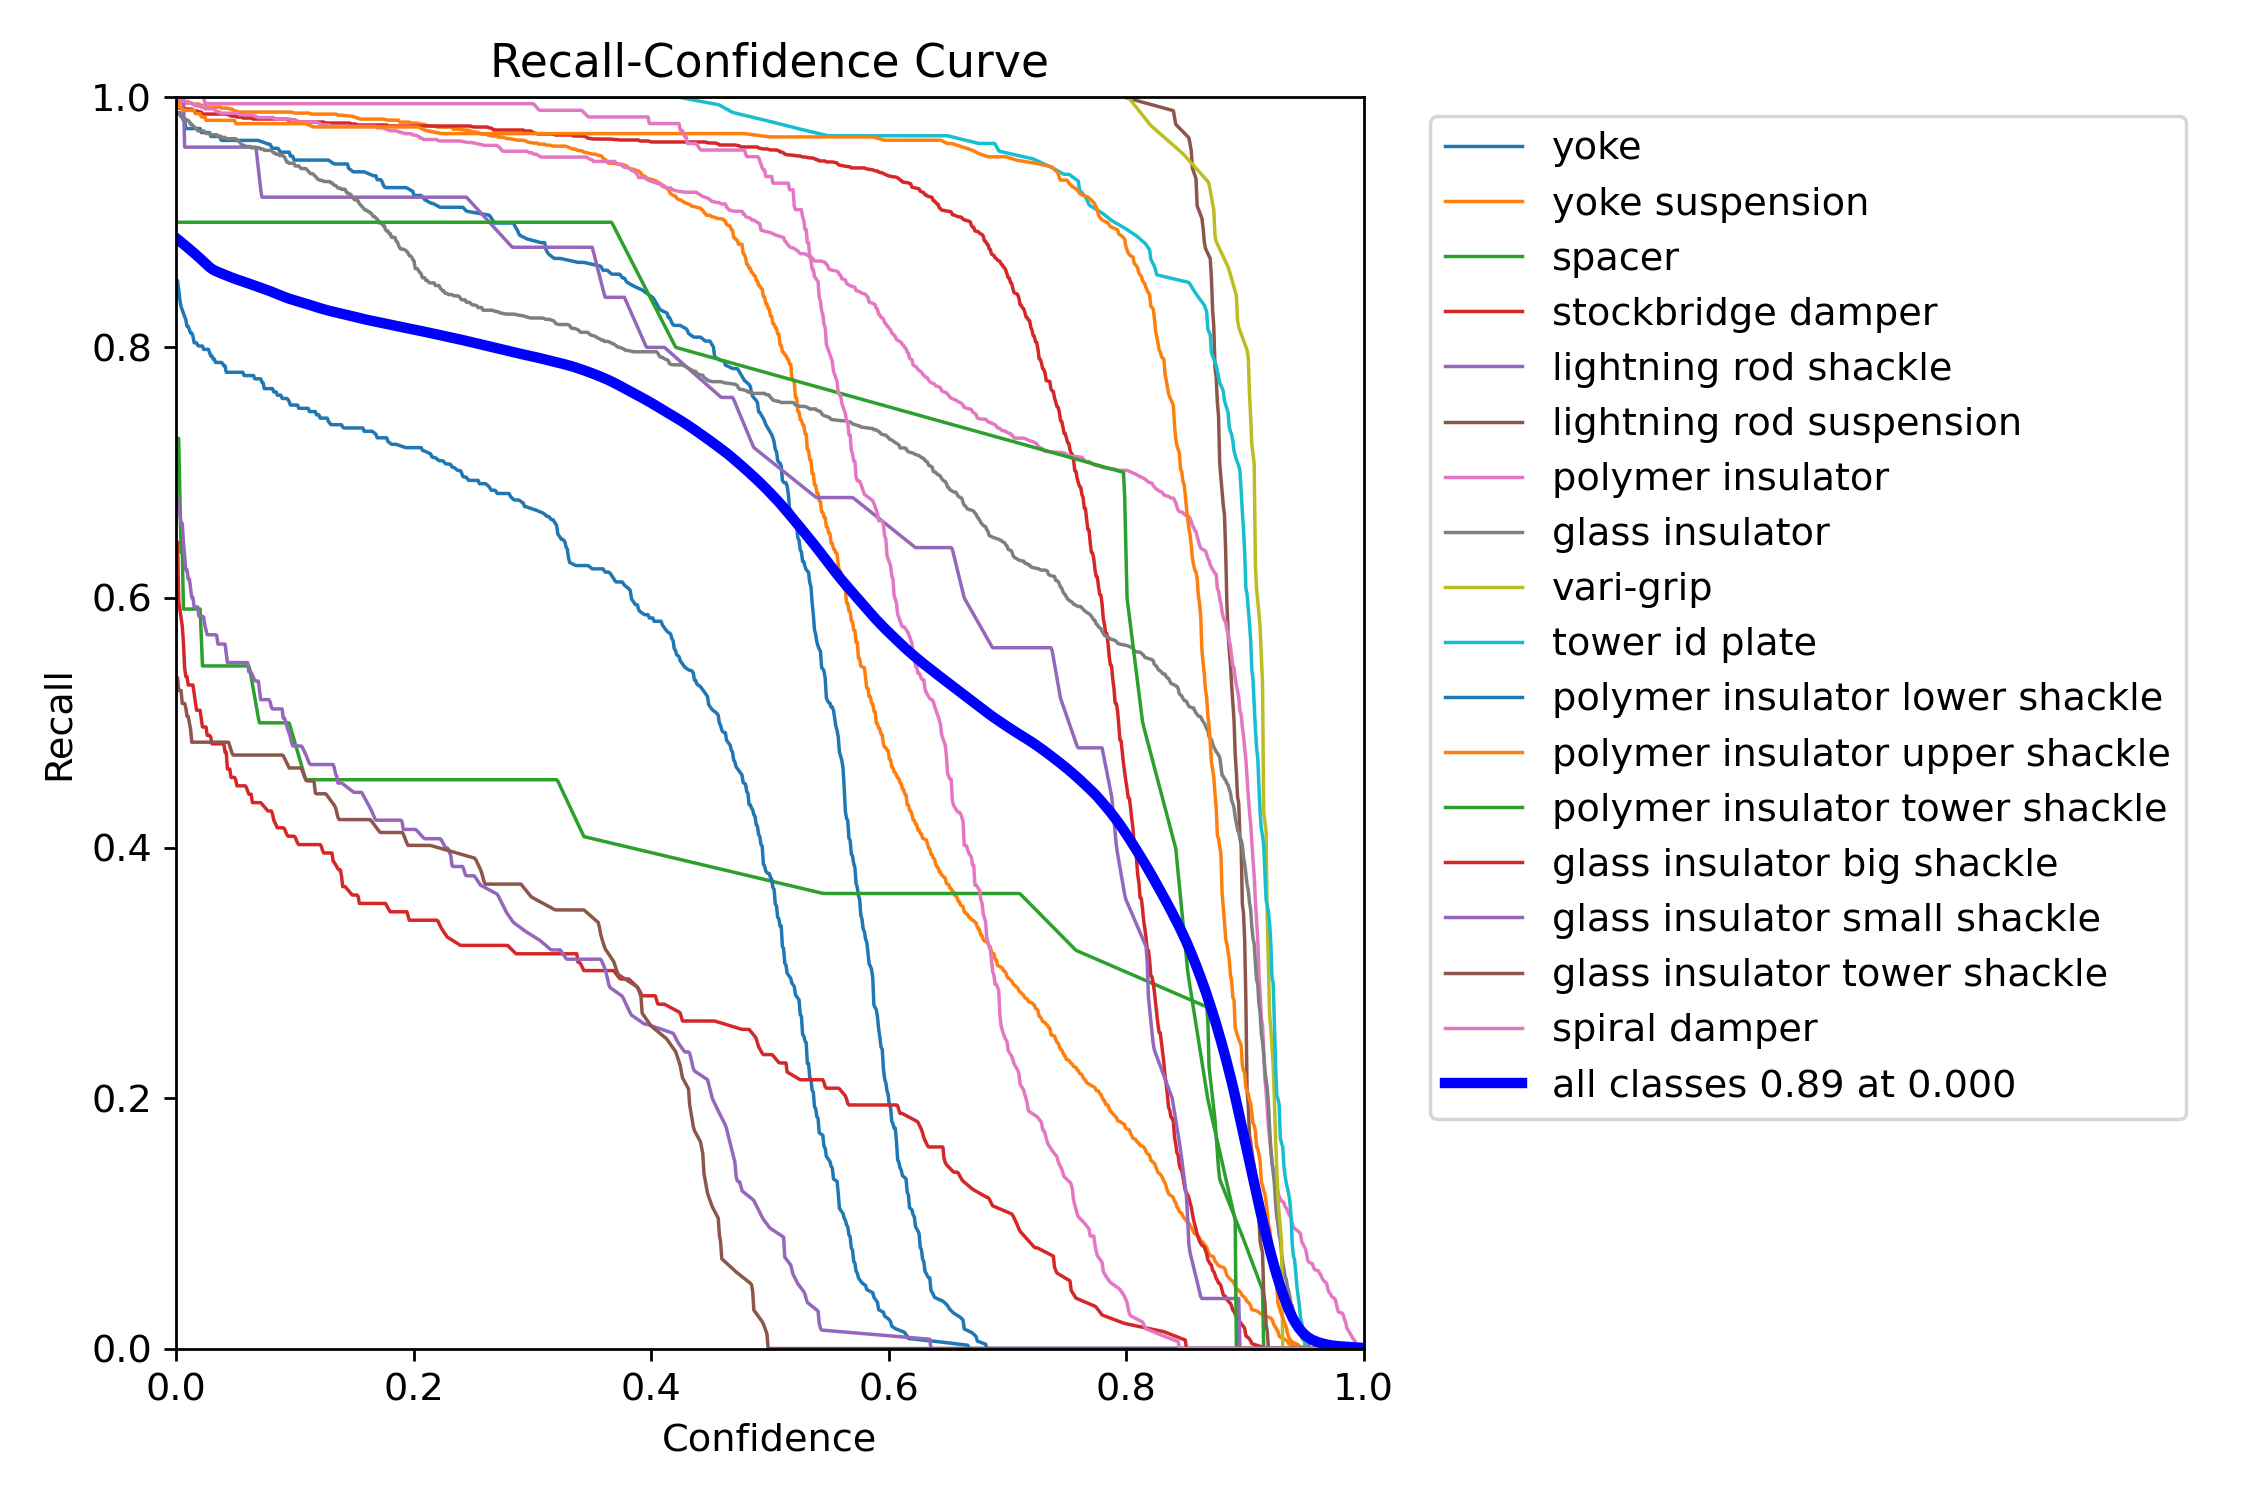 Recall-Confidence Curve
1.0
0.8
0.6
0.4
0.2
0.0
Recall
0.0 0.2 0.4 0.6 0.8 1.0
Confidence
yoke
yoke suspension
spacer
stockbridge damper
lightning rod shackle
lightning rod suspension
polymer insulator
glass insulator
vari-grip
tower id plate
polymer insulator lower shackle
polymer insulator upper shackle
polymer insulator tower shackle
glass insulator big shackle
glass insulator small shackle
glass insulator tower shackle
spiral damper
all classes 0.89 at 0.000